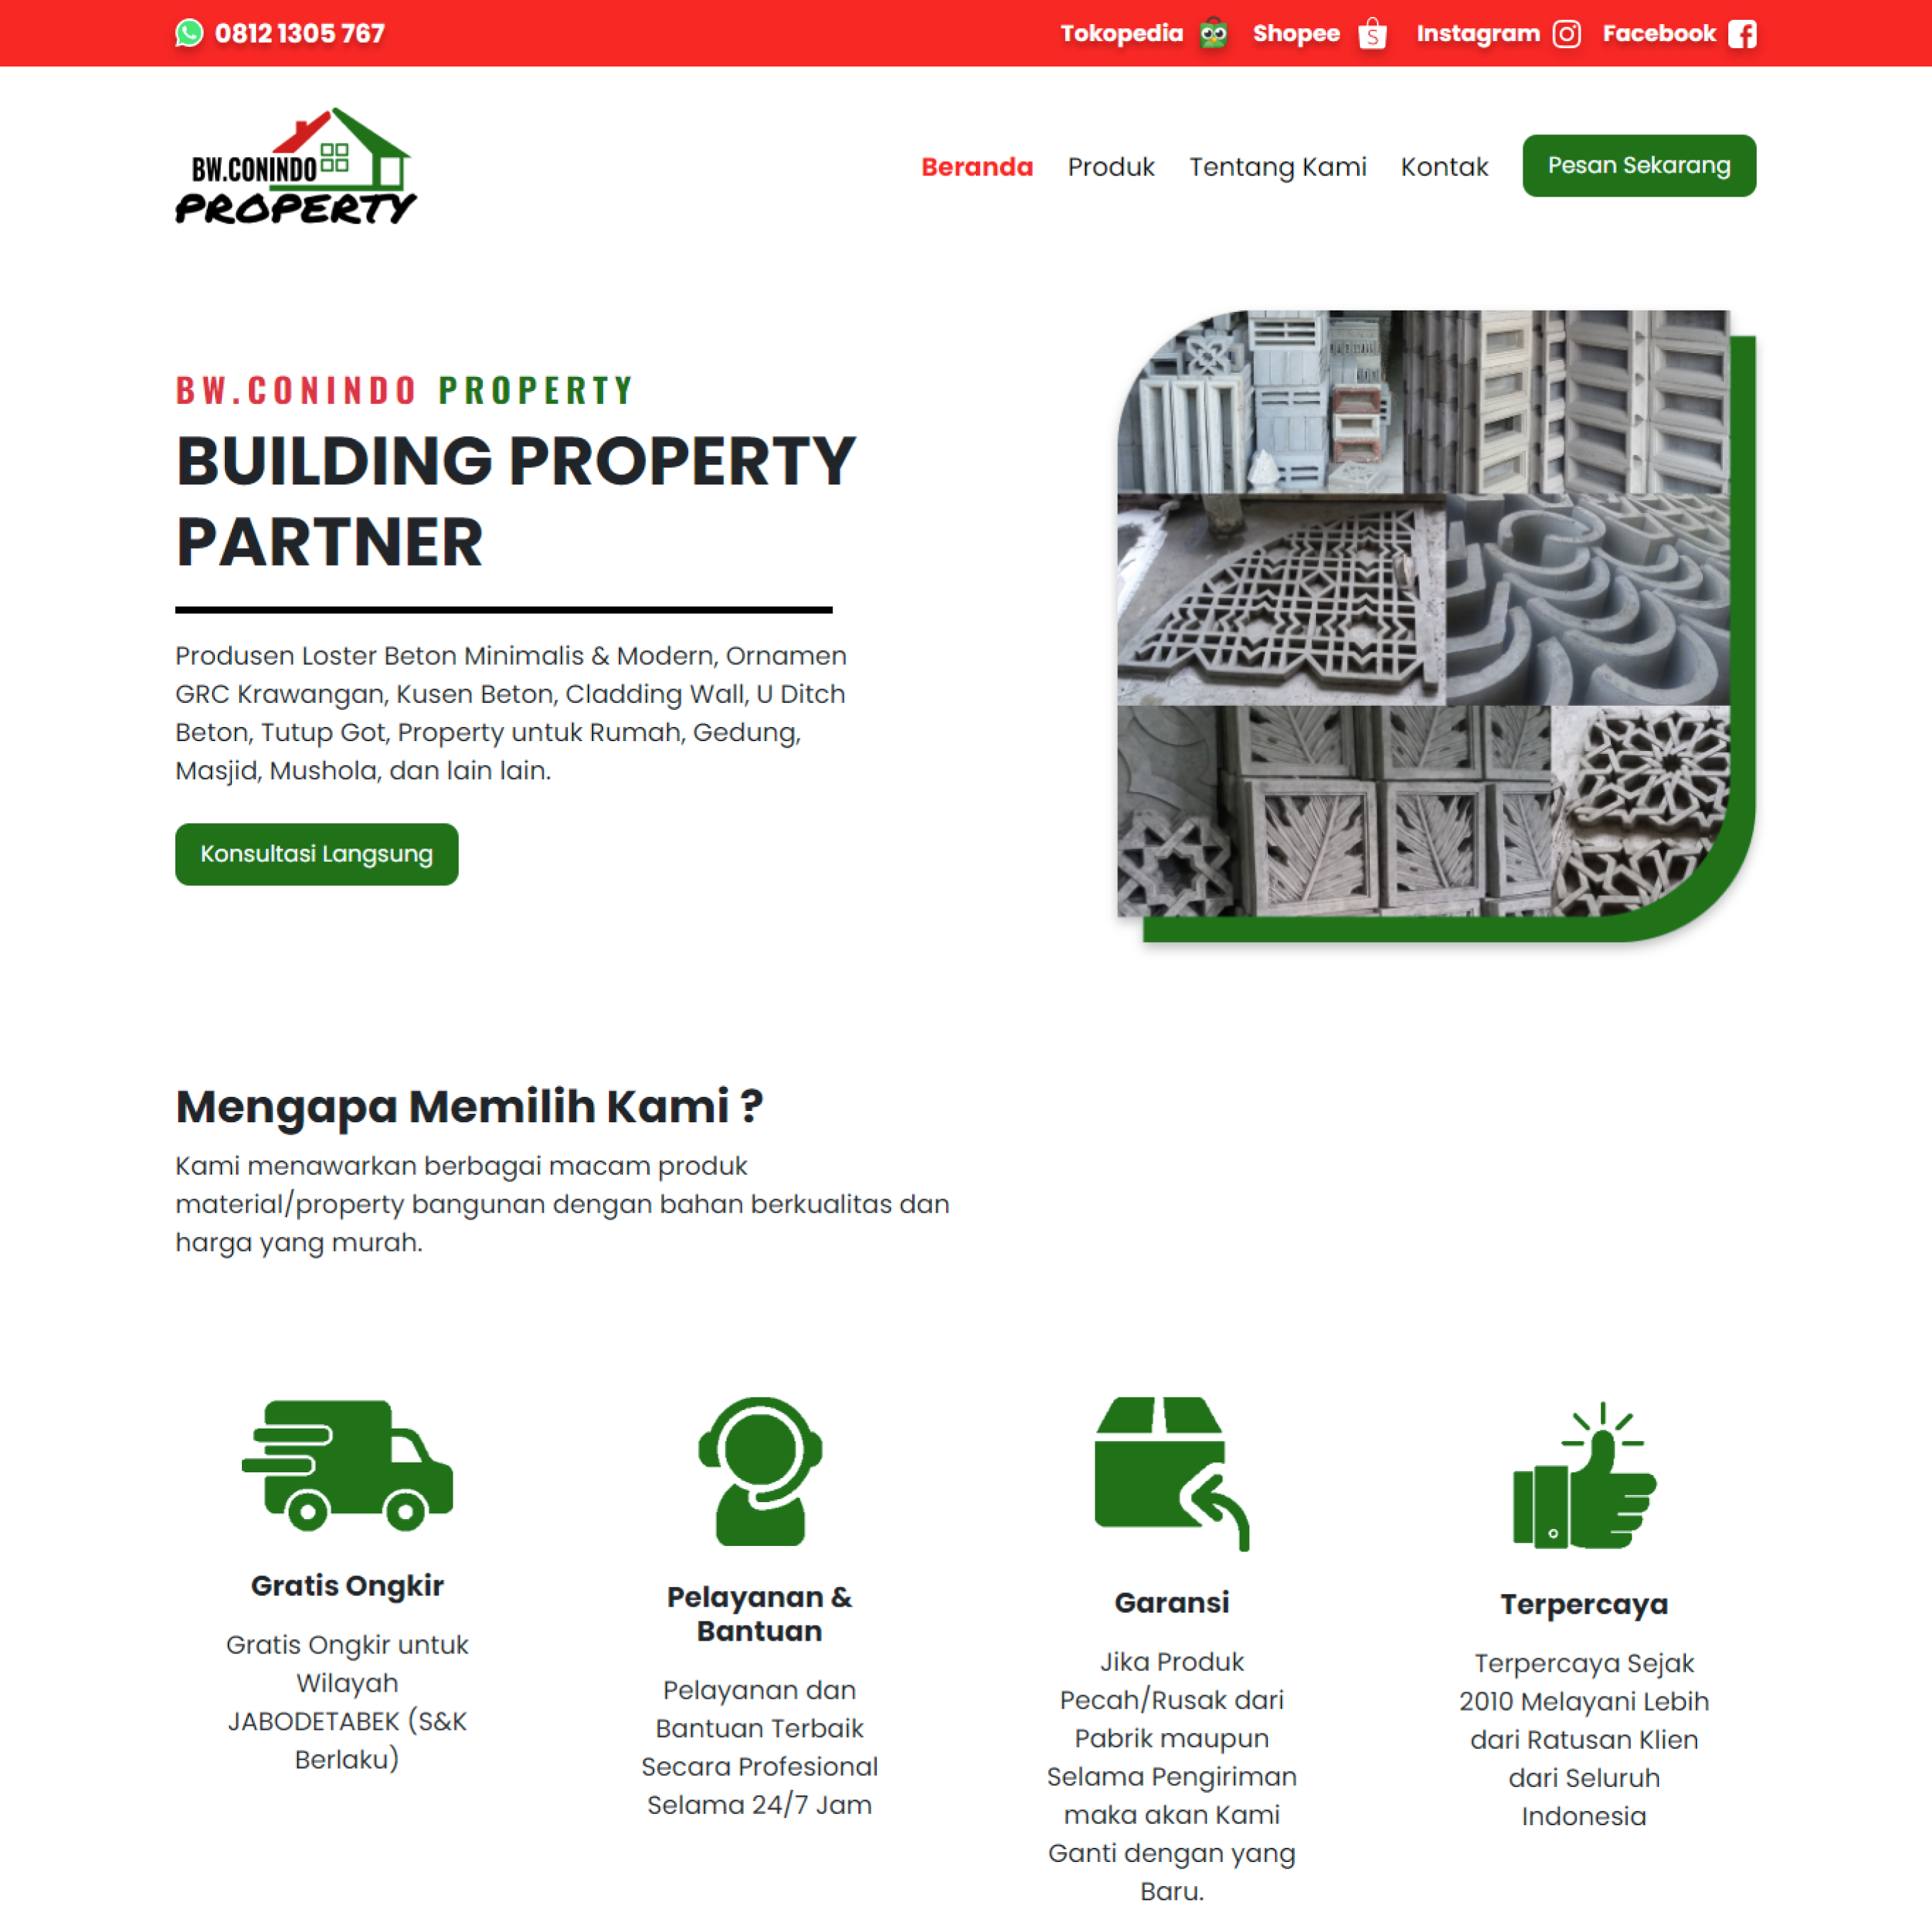 0812 1305 767
Tokopedia Shopee Instagram Facebook
BW.CONINDO
PROPERTY
Beranda Produk Tentang Kami Kontak Pesan Sekarang
BW.CONINDO PROPERTY
BUILDING PROPERTY
PARTNER
Produsen Loster Beton Minimalis & Modern, Ornamen
GRC Krawangan, Kusen Beton, Cladding Wall, U Ditch
Beton, Tutup Got, Property untuk Rumah, Gedung,
Masjid, Mushola, dan lain lain.
Konsultasi Langsung
Mengapa Memilih Kami ?
Kami menawarkan berbagai macam produk
material/property bangunan dengan bahan berkualitas dan
harga yang murah.
Gratis Ongkir
Gratis Ongkir untuk
Wilayah
JABODETABEK (S&K
Berlaku)
Pelayanan &
Bantuan
Pelayanan dan
Bantuan Terbaik
Secara Profesional
Selama 24/7 Jam
Garansi
Jika Produk
Pecah/Rusak dari
Pabrik maupun
Selama Pengiriman
maka akan Kami
Ganti dengan yang
Baru.
Terpercaya
Terpercaya Sejak
2010 Melayani Lebih
dari Ratusan Klien
dari Seluruh
Indonesia